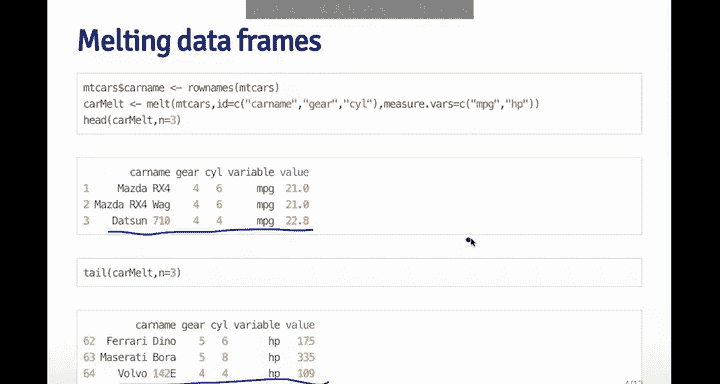 Melting data frames
mtcars$carname <- rownames(mtcars)
carMelt <- melt(mtcars,id=c("carname","gear","cyl"),measure.vars=c("mpg","hp"))
head(carMelt,n=3)
carname gear cyl variable value
1 Mazda RX4 4 6 mpg 21.0
2 Mazda RX4 Wag 4 6 mpg 21.0
3 Datsun 710 4 4 mpg 22.8
tail(carMelt,n=3)
carname gear cyl variable value
62 Ferrari Dino 5 6 hp 175
63 Maserati Bora 5 8 hp 335
64 Volvo 142E 4 4 hp 109